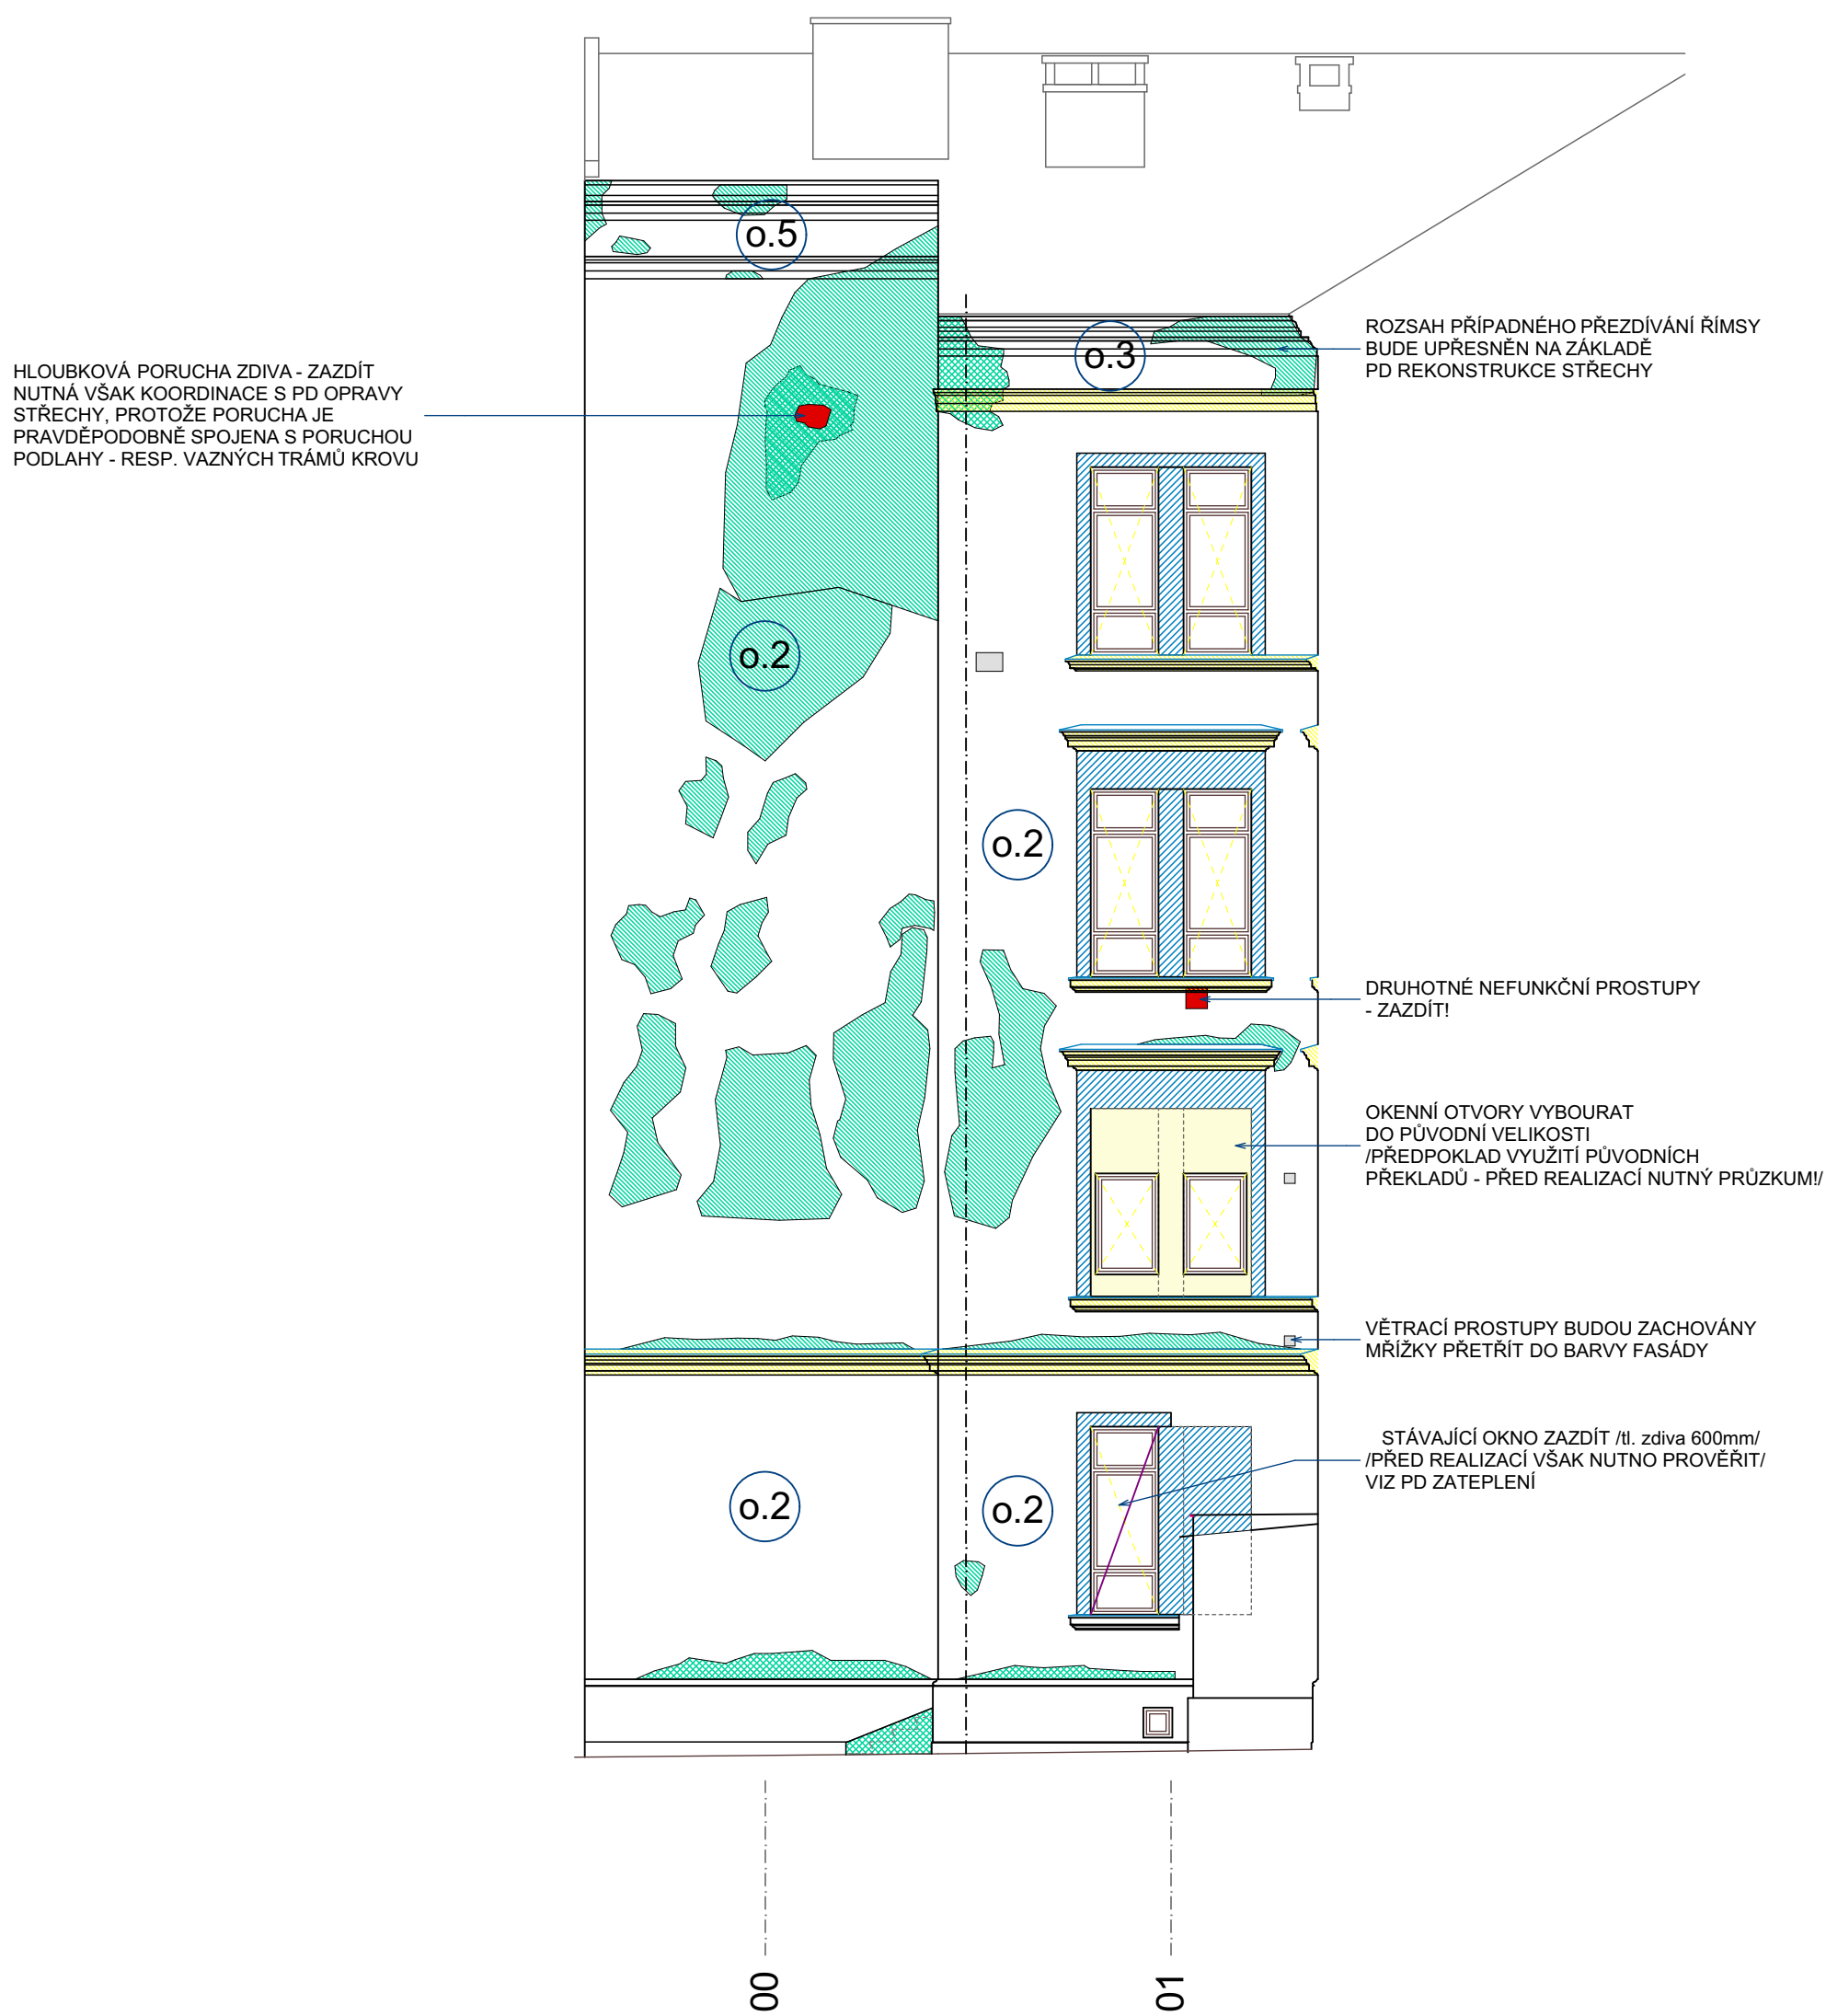 o.5
o.3
ROZSAH PŘÍPADNÉHO PŘEZDÍVÁNÍ ŘÍMSY
BUDE UPŘESNĚN NA ZÁKLADĚ
PD REKONSTRUKCE STŘECHY
HLOUBKOVÁ PORUCHA ZDIVA - ZAZDÍT
NUTNÁ VŠAK KOORDINACE S PD OPRAVY
STŘECHY, PROTOŽE PORUCHA JE
PRAVDĚPODOBNĚ SPOJENA S PORUCHOU
PODLAHY - RESP. VAZNÝCH TRÁMŮ KROVU
o.2
o.2
DRUHOTNÉ NEFUNKČNÍ PROSTUPY
- ZAZDÍT!
OKENNÍ OTVORY VYBOURAT
DO PŮVODNÍ VELIKOSTI
/PŘEDPOKLAD VYUŽITÍ PŮVODNÍCH
PŘEKLADŮ - PŘED REALIZACÍ NUTNÝ PRŮZKUM!/
VĚTRACÍ PROSTUPY BUDOU ZACHOVÁNY
MŘÍŽKY PŘETŘÍT DO BARVY FASÁDY
STÁVAJÍCÍ OKNO ZAZDÍT /tl. zdiva 600mm/
/PŘED REALIZACÍ VŠAK NUTNO PROVĚŘIT/
VIZ PD ZATEPLENÍ
o.2
o.2
00
01